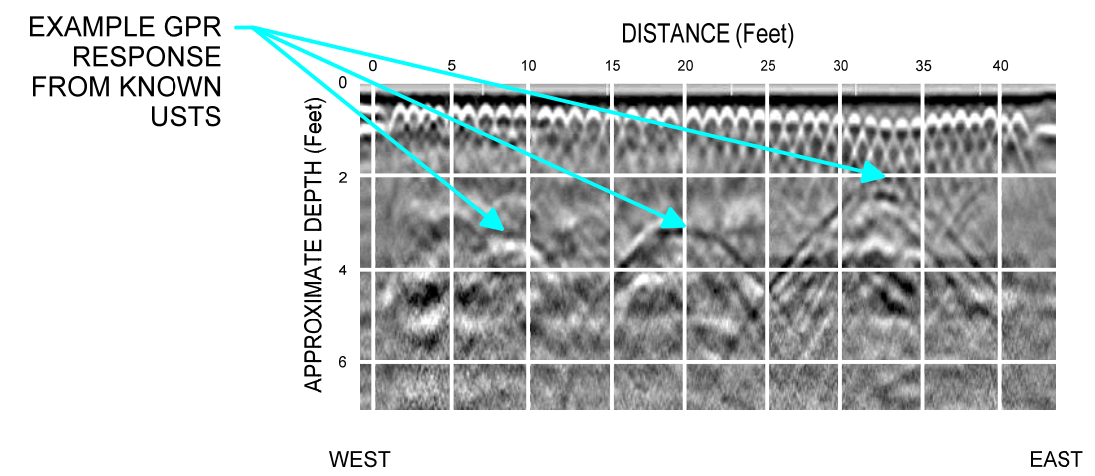 EXAMPLE GPR
RESPONSE
FROM KNOWN
USTS
DISTANCE (Feet)
0 5 10 15 20 25 30 35 40
APPROXIMATE DEPTH (Feet)
0
2
4
6
WEST EAST